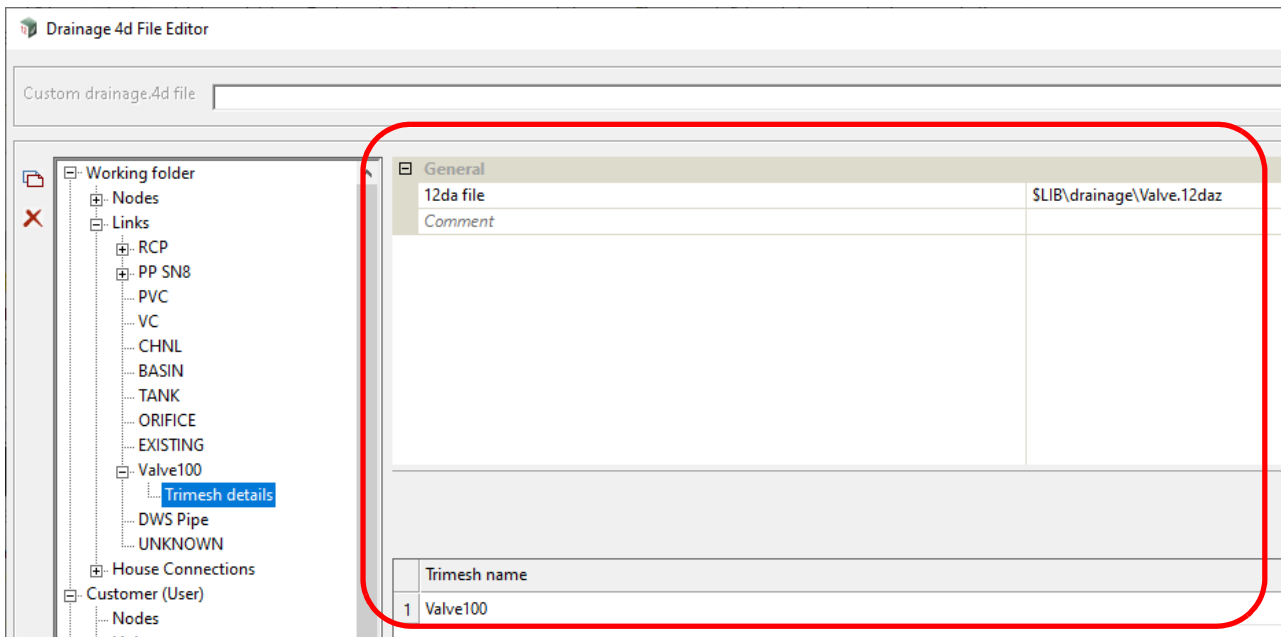 Drainage 4d File Editor
Custom drainage.4d file
Working folder
Nodes
Links
RCP
PP SN8
PVC
VC
CHNL
BASIN
TANK
ORIFICE
EXISTING
Valve100
Trimesh details
DWS Pipe
UNKNOWN
House Connections
Customer (User)
Nodes
General
12da file $LIB\drainage\Valve.12daz
Comment
Trimesh name
1 Valve100